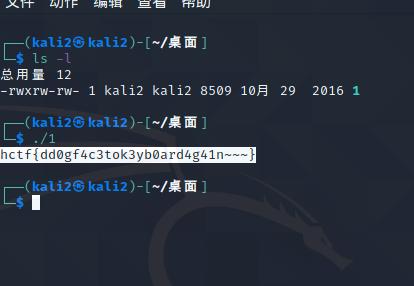 文件 动作 编辑 查看 帮助
┌──(kali2㉿kali2)-[~/桌面]
└─$ ls -l
总用量 12
-rwxrw-rw- 1 kali2 kali2 8509 10月 29 2016 1
┌──(kali2㉿kali2)-[~/桌面]
└─$ ./1
hctf{dd0gf4c3tok3yb0ard4g41n~~~}
┌──(kali2㉿kali2)-[~/桌面]
└─$